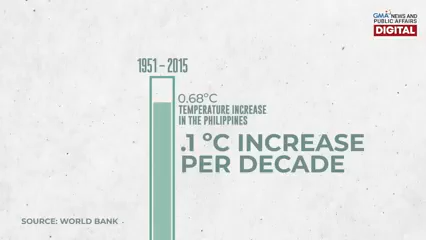 GMA NEWS AND
PUBLIC AFFAIRS
DIGITAL
1951 – 2015
0.68°C
TEMPERATURE INCREASE
IN THE PHILIPPINES
.1 °C INCREASE
PER DECADE
SOURCE: WORLD BANK